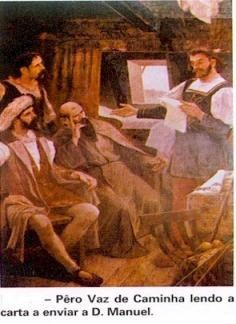 – Pêro Vaz de Caminha lendo a
carta a enviar a D. Manuel.